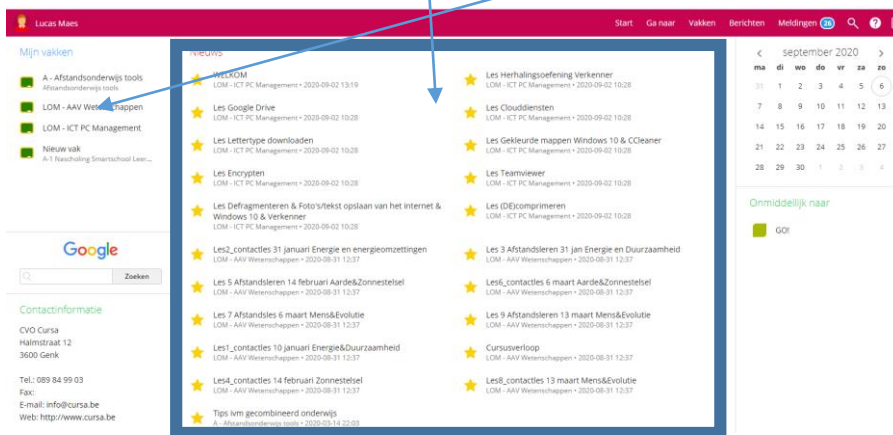 Lucas Maes
Start Ga naar Vakken Berichten Meldingen 26 ?
Mijn vakken
A - Afstandsonderwijs tools
Afstandsonderwijs tools
LOM - AAV Wetenschappen
LOM - ICT PC Management
Nieuw vak
A-1 Nascholing Smartschool Leer...
Google
Zoeken
Contactinformatie
CVO Cursa
Halmstraat 12
3600 Genk
Tel.: 089 84 99 03
Fax:
E-mail: info@cursa.be
Web: http://www.cursa.be
Nieuws
WELKOM
LOM - ICT PC Management • 2020-09-02 13:19
Les Herhalingsoefening Verkenner
LOM - ICT PC Management • 2020-09-02 10:28
Les Google Drive
LOM - ICT PC Management • 2020-09-02 10:28
Les Clouddiensten
LOM - ICT PC Management • 2020-09-02 10:28
Les Lettertype downloaden
LOM - ICT PC Management • 2020-09-02 10:28
Les Gekleurde mappen Windows 10 & CCleaner
LOM - ICT PC Management • 2020-09-02 10:28
Les Encrypten
LOM - ICT PC Management • 2020-09-02 10:28
Les Teamviewer
LOM - ICT PC Management • 2020-09-02 10:28
Les Defragmenteren & Foto's/tekst opslaan van het internet &
Windows 10 & Verkenner
LOM - ICT PC Management • 2020-09-02 10:28
Les (DE)comprimeren
LOM - ICT PC Management • 2020-09-02 10:28
Les2_contactles 31 januari Energie en energieomzettingen
LOM - AAV Wetenschappen • 2020-08-31 12:37
Les 3 Afstandsleren 31 jan Energie en Duurzaamheid
LOM - AAV Wetenschappen • 2020-08-31 12:37
Les 5 Afstandsleren 14 februari Aarde&Zonnestelsel
LOM - AAV Wetenschappen • 2020-08-31 12:37
Les6_contactles 6 maart Aarde&Zonnestelsel
LOM - AAV Wetenschappen • 2020-08-31 12:37
Les 7 Afstandsles 6 maart Mens&Evolutie
LOM - AAV Wetenschappen • 2020-08-31 12:37
Les 9 Afstandsleren 13 maart Mens&Evolutie
LOM - AAV Wetenschappen • 2020-08-31 12:37
Les1_contactles 10 januari Energie&Duurzaamheid
LOM - AAV Wetenschappen • 2020-08-31 12:37
Cursusverloop
LOM - AAV Wetenschappen • 2020-08-31 12:37
Les4_contactles 14 februari Zonnestelsel
LOM - AAV Wetenschappen • 2020-08-31 12:37
Les8_contactles 13 maart Mens&Evolutie
LOM - AAV Wetenschappen • 2020-08-31 12:37
Tips ivm gecombineerd onderwijs
A - Afstandsonderwijs tools • 2020-03-14 22:03
< september 2020 >
ma di wo do vr za zo
31 1 2 3 4 5 6
7 8 9 10 11 12 13
14 15 16 17 18 19 20
21 22 23 24 25 26 27
28 29 30 1 2 3 4
Onmiddellijk naar
GO!